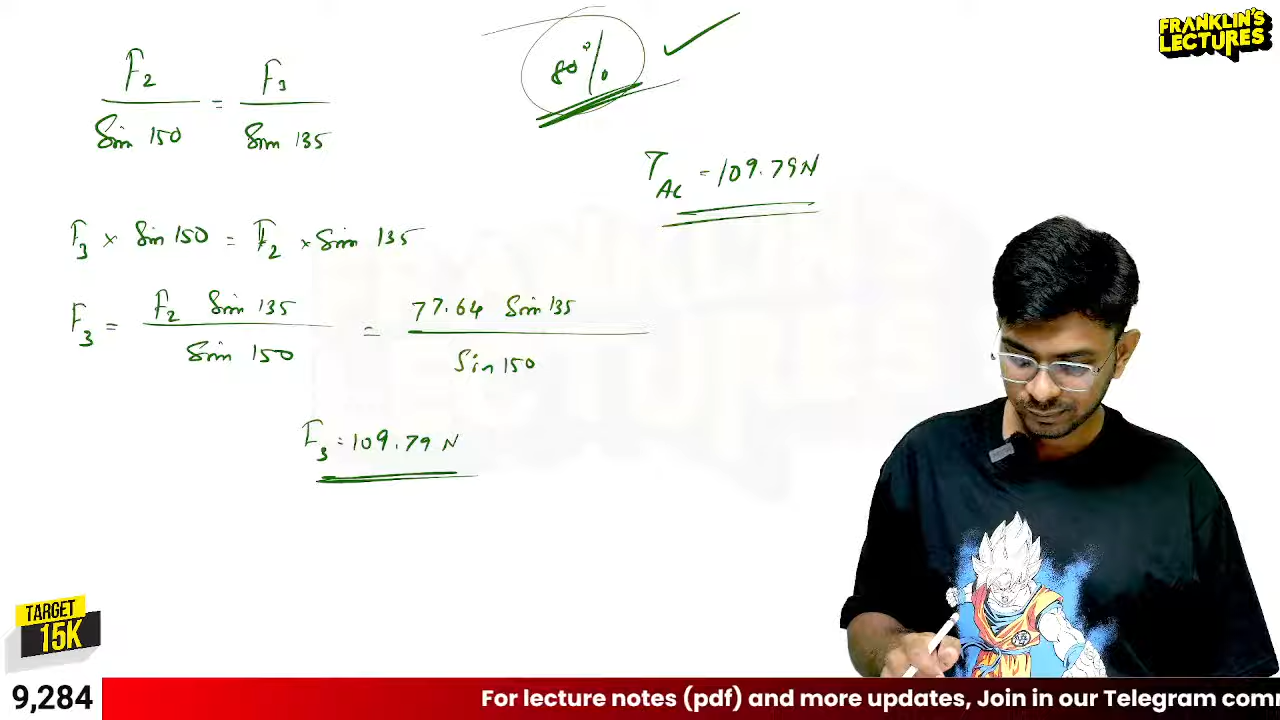 F2 / Sin 150 = F3 / Sin 135
80%
TAC = 109.79N
F3 × Sin 150 = F2 × Sin 135
F3 = F2 Sin 135 / Sin 150 = 77.64 Sin 135 / Sin 150
F3 = 109.79 N
FRANKLIN'S
LECTURES
FRANKLIN'S
LECTURES
TARGET
15K
9,284
For lecture notes (pdf) and more updates, Join in our Telegram com